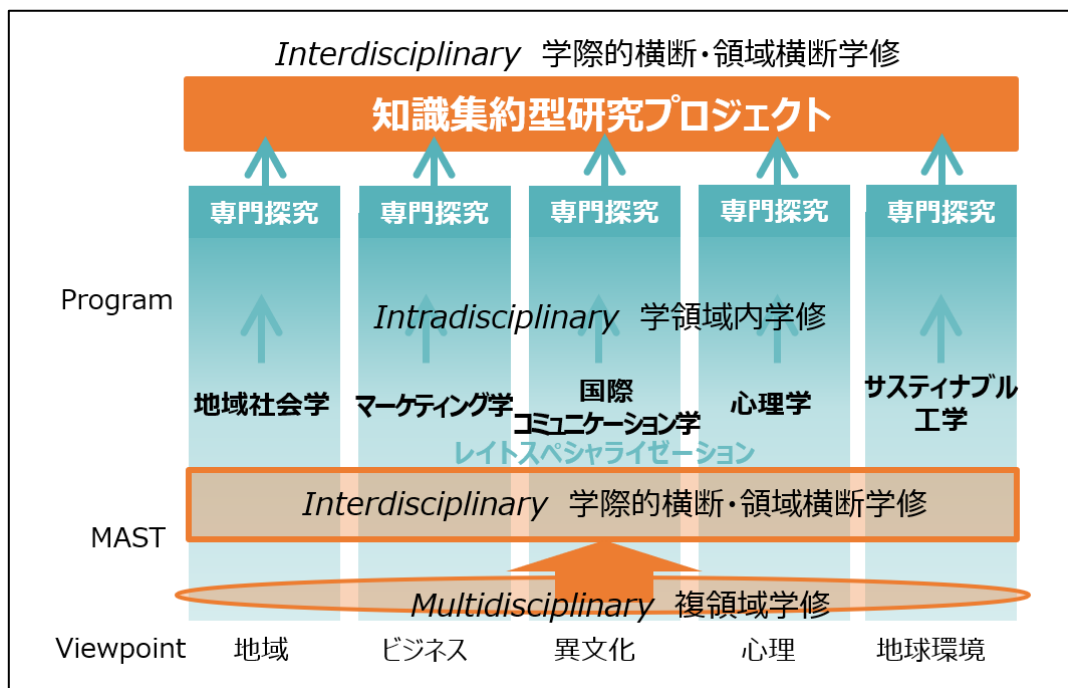 Interdisciplinary 学際的横断・領域横断学修
知識集約型研究プロジェクト
専門探究 専門探究 専門探究 専門探究 専門探究
Program
Intradisciplinary 学領域内学修
地域社会学 マーケティング学 国際コミュニケーション学 心理学 サスティナブル工学
レイトスペシャライゼーション
Interdisciplinary 学際的横断・領域横断学修
MAST
Multidisciplinary 複領域学修
Viewpoint 地域 ビジネス 異文化 心理 地球環境